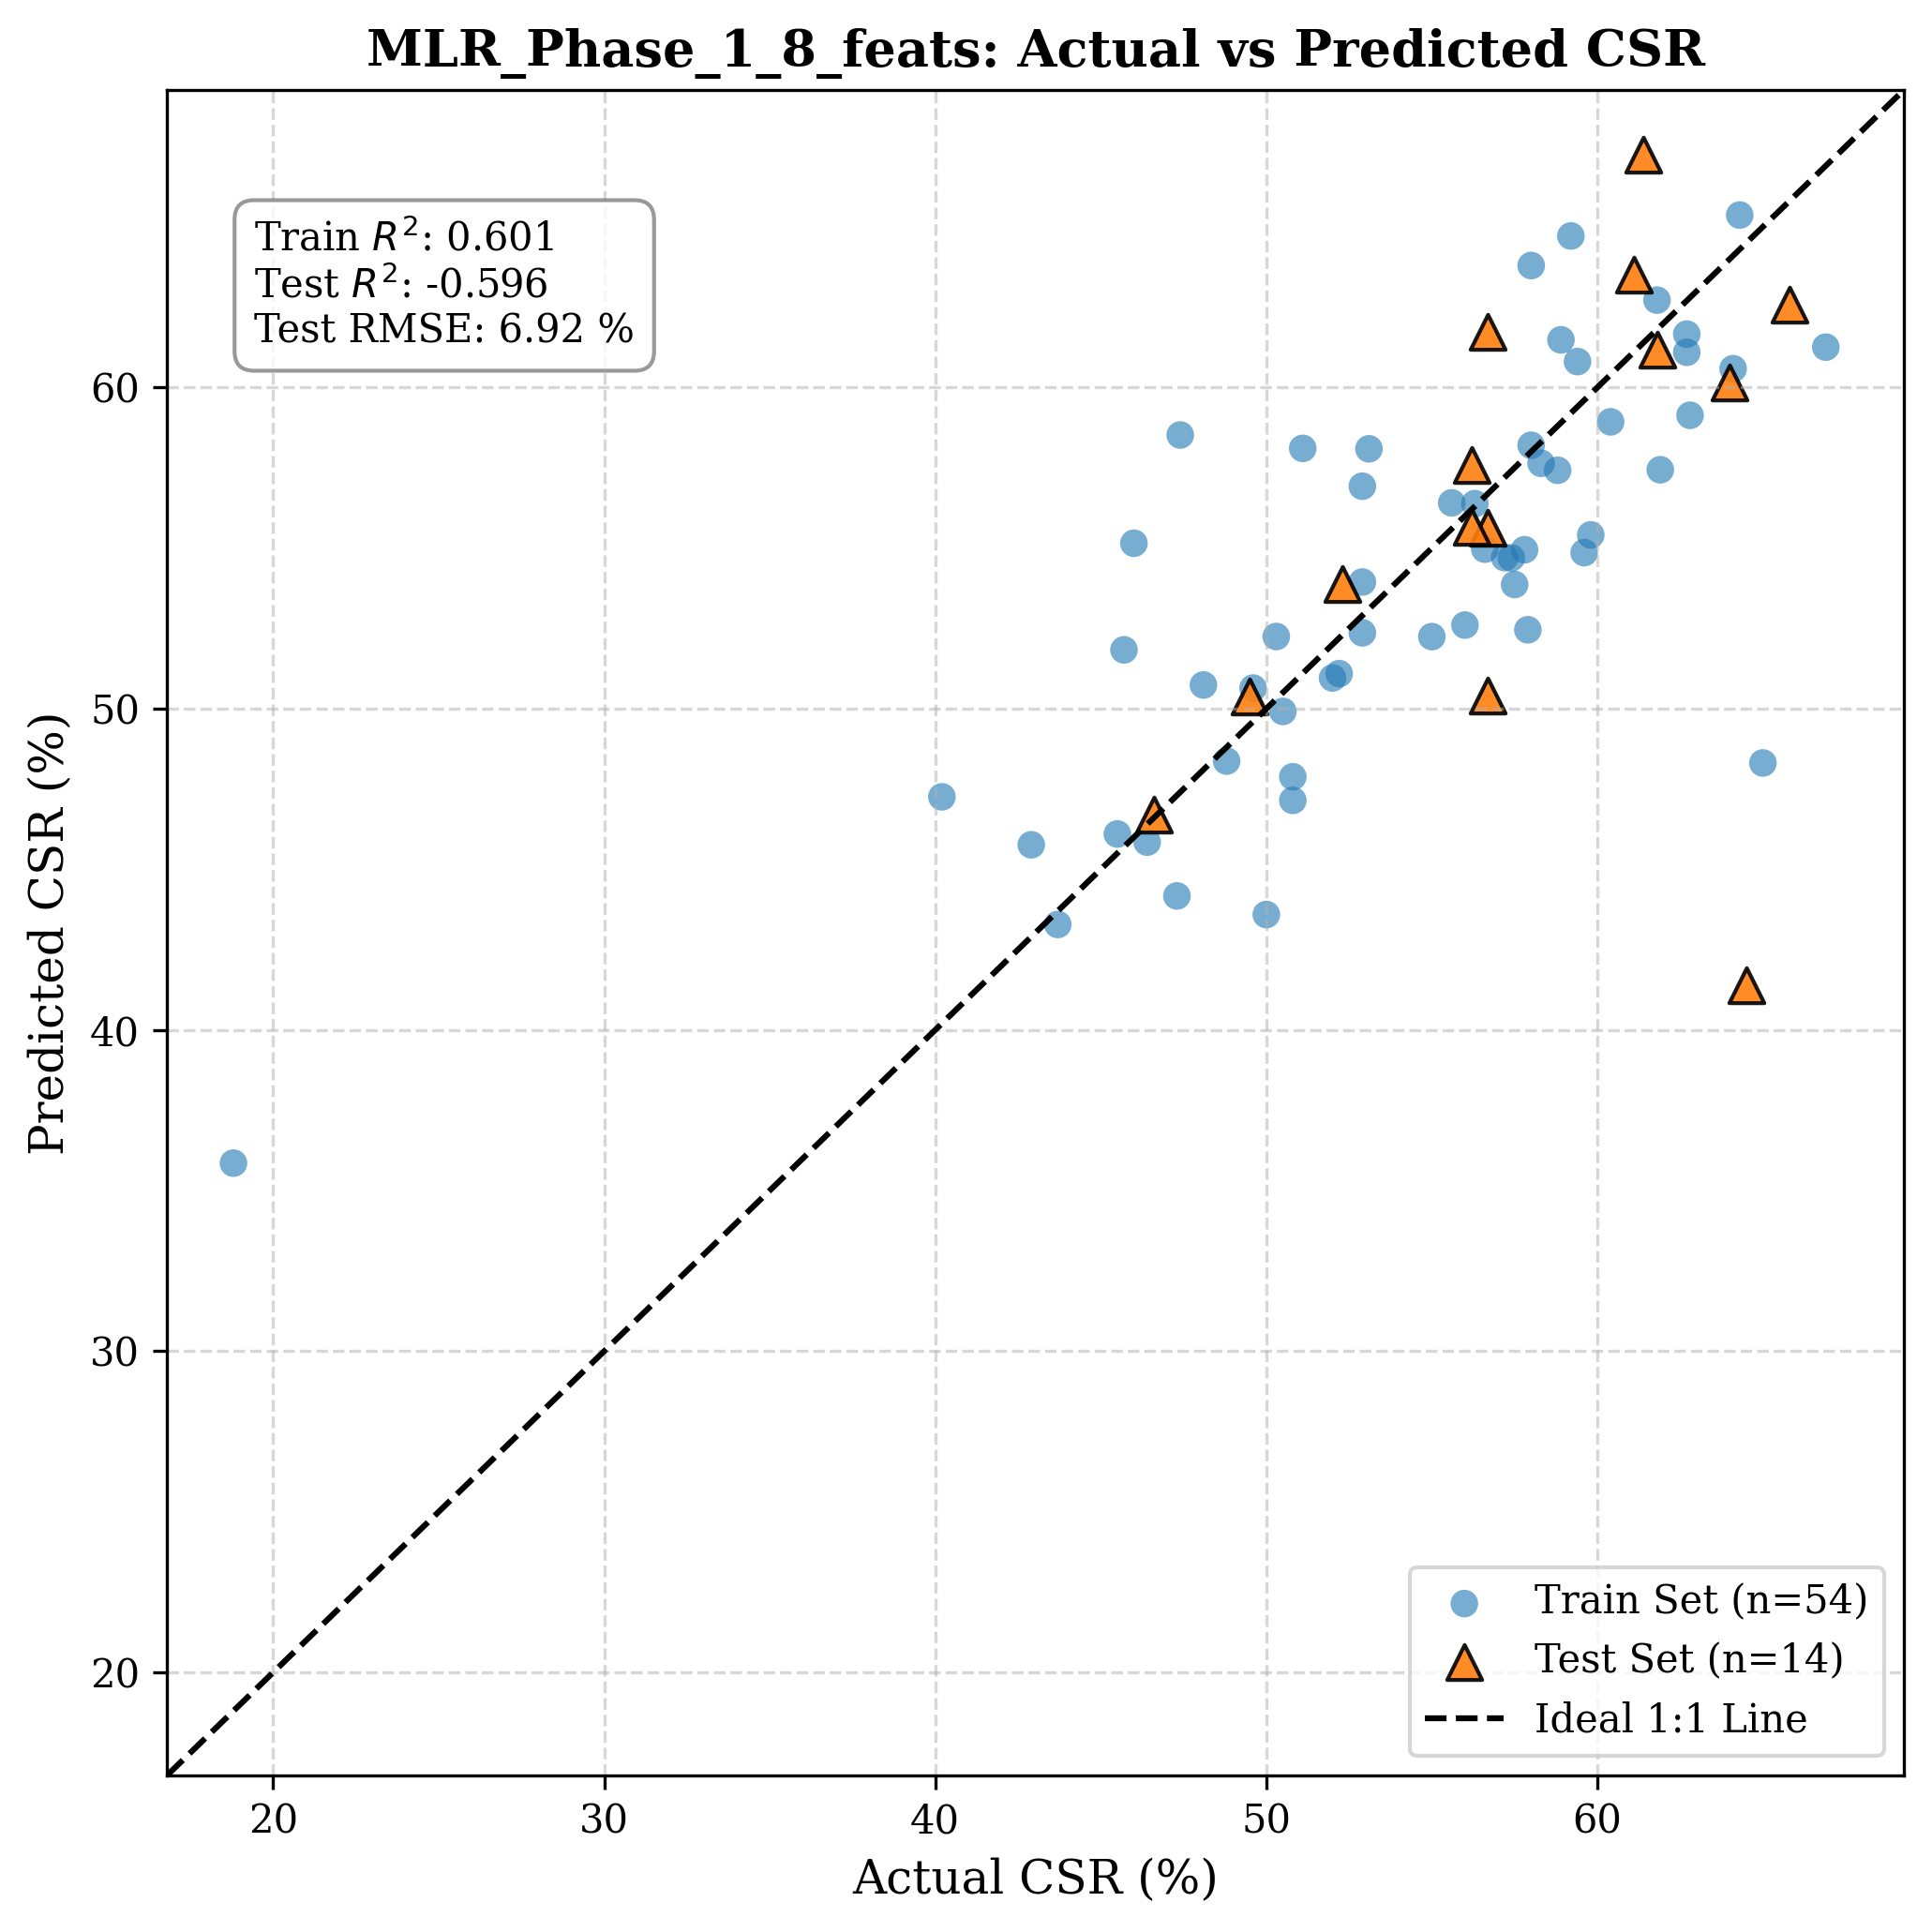 MLR_Phase_1_8_feats: Actual vs Predicted CSR
Train R²: 0.601
Test R²: -0.596
Test RMSE: 6.92 %
60
50
40
30
20
Predicted CSR (%)
20 30 40 50 60
Actual CSR (%)
Train Set (n=54)
Test Set (n=14)
Ideal 1:1 Line